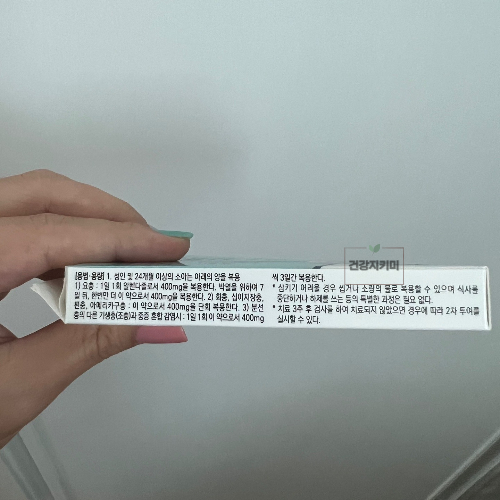 건강지키미
[용법·용량] 1. 성인 및 24개월 이상의 소아는 아래의 양을 복용
1) 요충 : 1일 1회 알벤다졸로서 400mg을 복용한다. 박멸을 위하여 7
일 뒤, 한번만 더 이 약으로서 400mg을 복용한다. 2) 회충, 십이지장충,
편충, 아메리카구충 : 이 약으로서 400mg을 단회 복용한다. 3) 분선
충의 다른 기생충(조충)과 중증 혼합 감염시 : 1일 1회 이 약으로서 400mg
씩 3일간 복용한다.
* 삼키기 어려울 경우 씹거나 소량의 물로 복용할 수 있으며 식사를
중단하거나 하제를 쓰는 등의 특별한 과정은 필요 없다.
* 치료 3주 후 검사를 하여 치료되지 않았으면 경우에 따라 2차 투여를
실시할 수 있다.